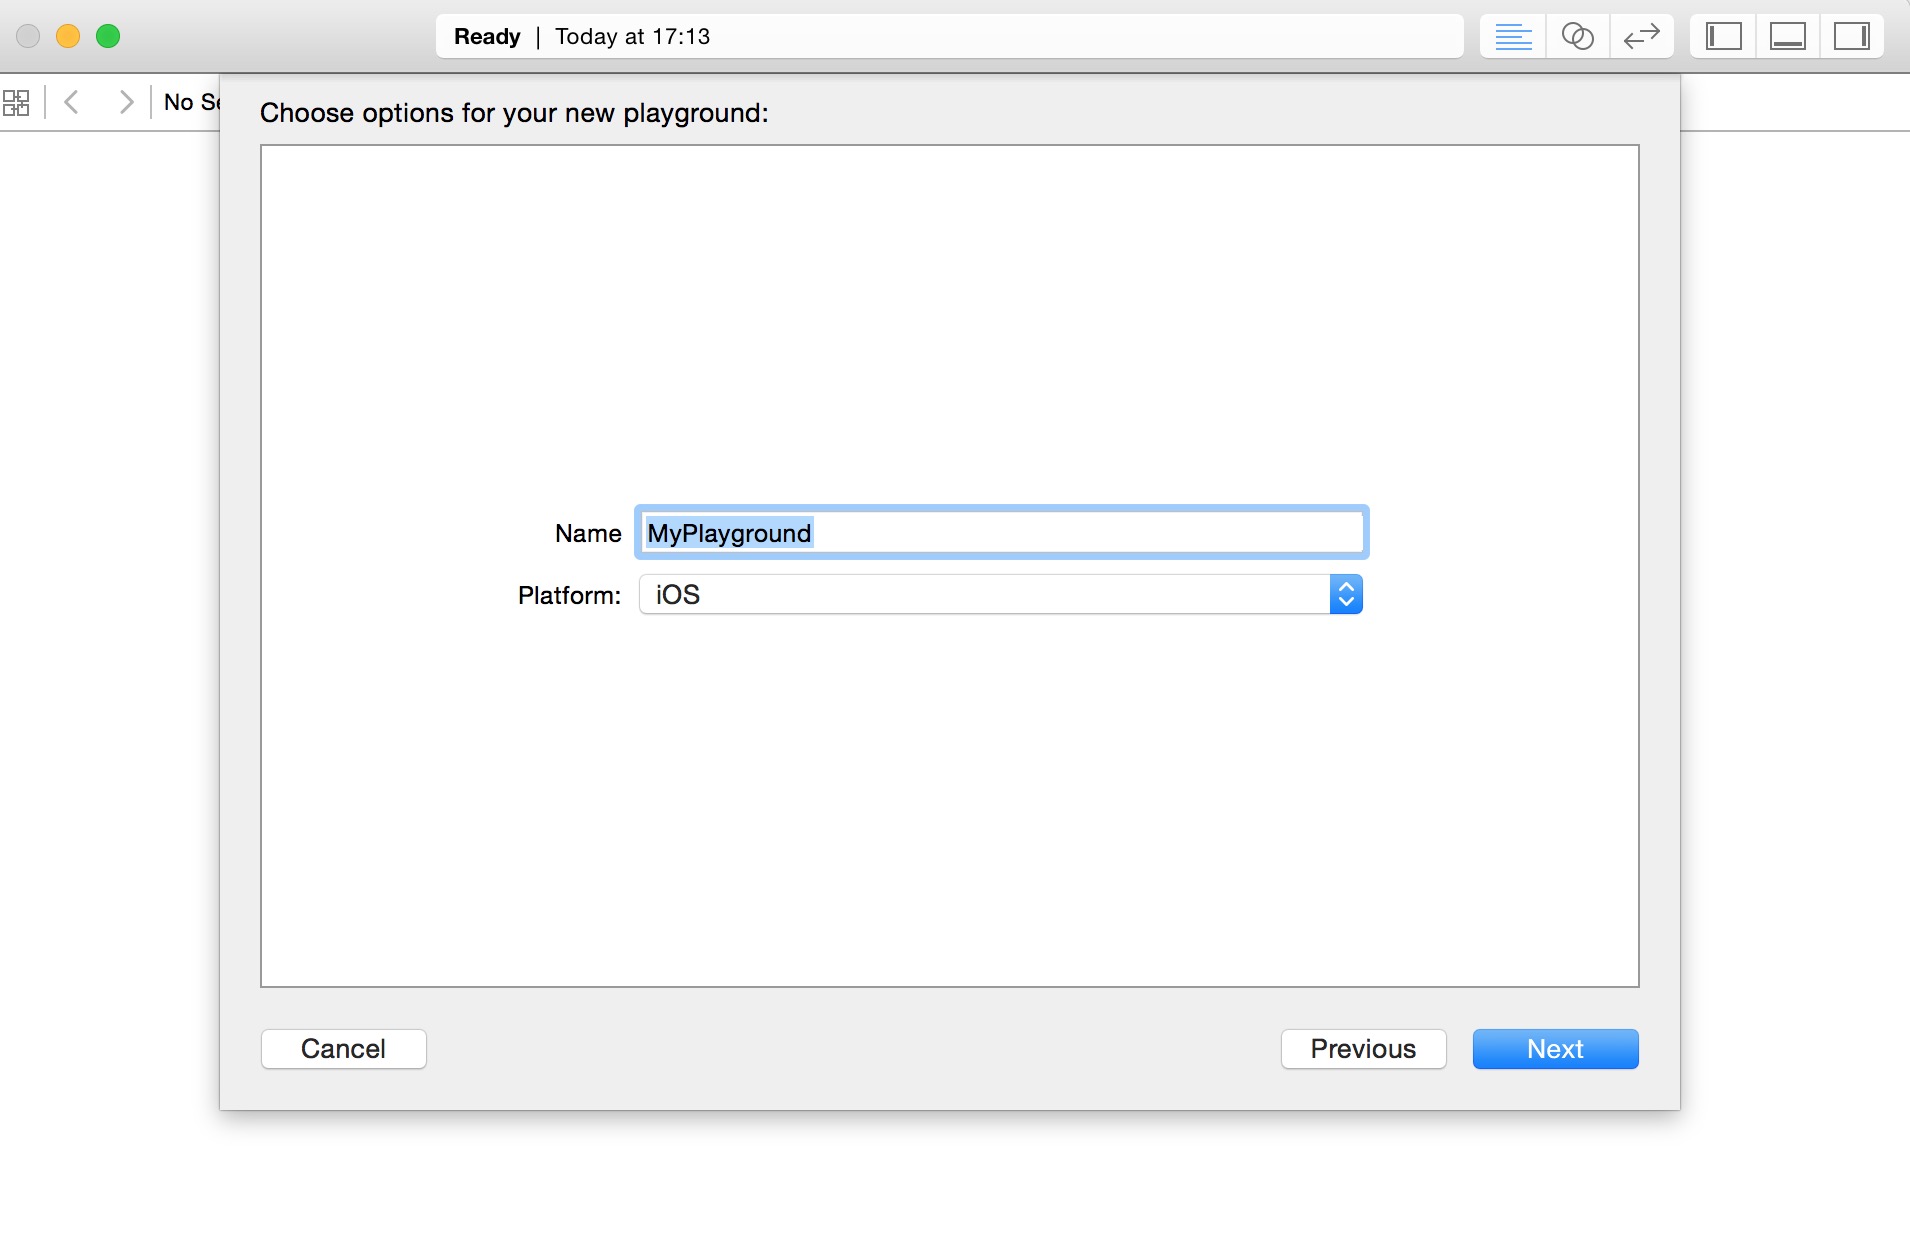 Ready | Today at 17:13
No Se
Choose options for your new playground:
Name MyPlayground
Platform: iOS
Cancel Previous Next